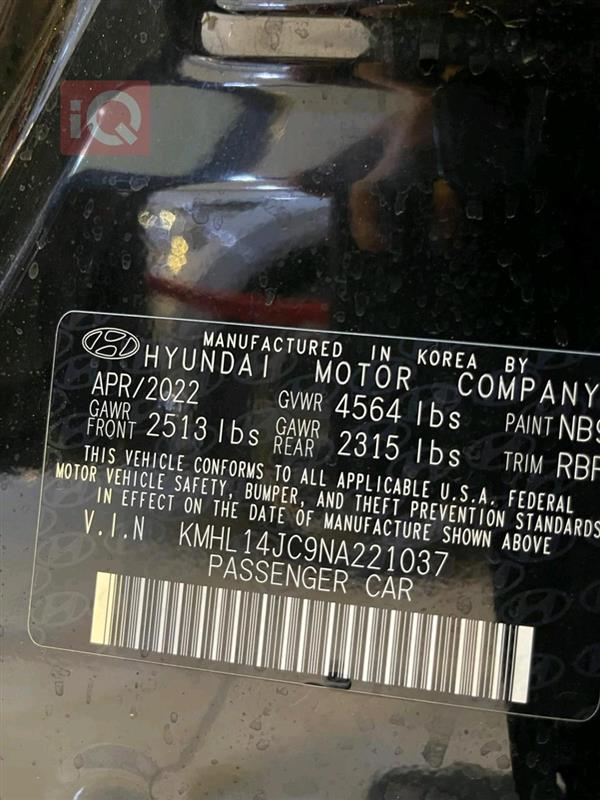 iQ
MANUFACTURED IN KOREA BY
HYUNDAI MOTOR COMPANY
APR/2022 GVWR 4564 lbs PAINT NB9
GAWR FRONT 2513 lbs GAWR REAR 2315 lbs TRIM RBF
THIS VEHICLE CONFORMS TO ALL APPLICABLE U.S.A. FEDERAL
MOTOR VEHICLE SAFETY, BUMPER, AND THEFT PREVENTION STANDARDS
IN EFFECT ON THE DATE OF MANUFACTURE SHOWN ABOVE
V.I.N KMHL14JC9NA221037
PASSENGER CAR